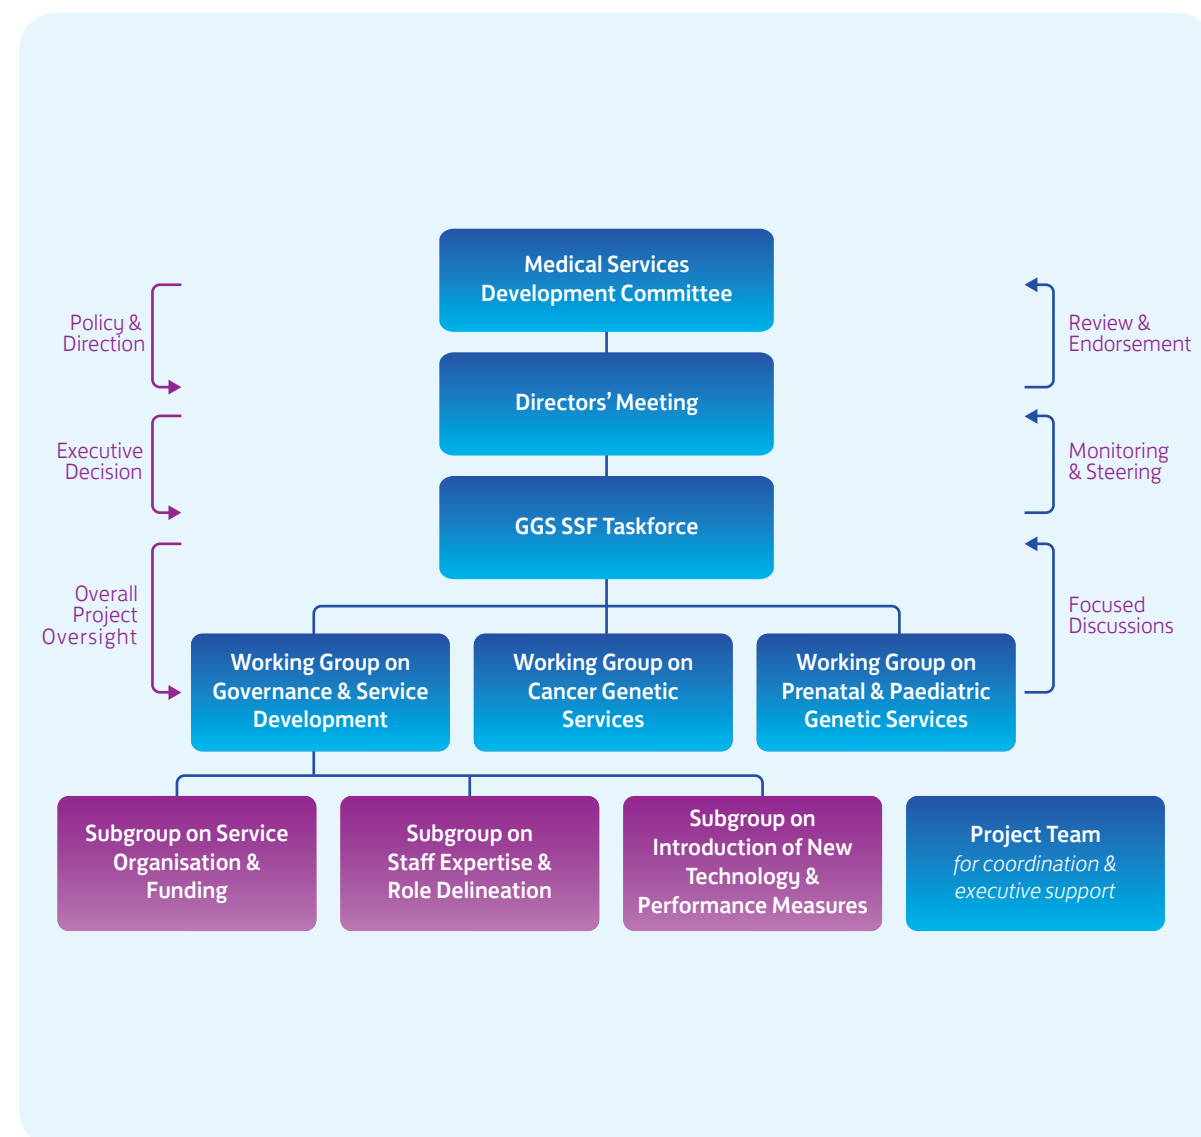 Medical Services
Development Committee
Policy &
Direction
Review &
Endorsement
Directors’ Meeting
Executive
Decision
Monitoring
& Steering
GGS SSF Taskforce
Overall
Project
Oversight
Focused
Discussions
Working Group on
Governance & Service
Development
Working Group on
Cancer Genetic
Services
Working Group on
Prenatal & Paediatric
Genetic Services
Subgroup on Service
Organisation &
Funding
Subgroup on
Staff Expertise &
Role Delineation
Subgroup on
Introduction of New
Technology &
Performance Measures
Project Team
for coordination &
executive support